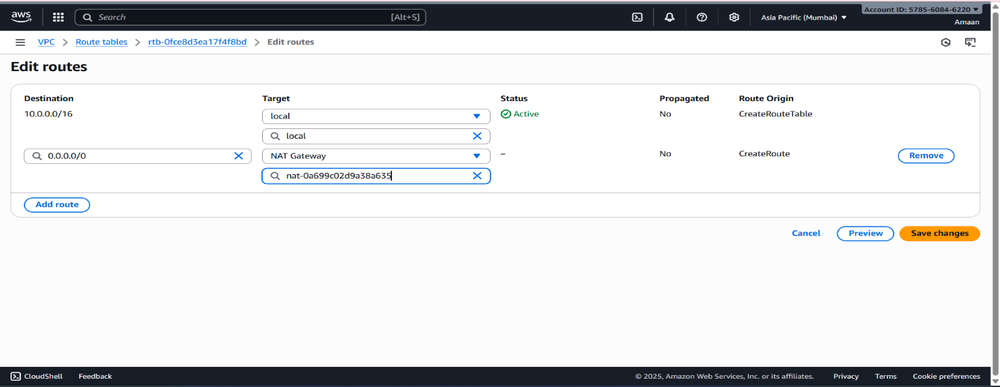 aws
Search
[Alt+S]
Asia Pacific (Mumbai)
Account ID: 5785-6084-6220
Amaan
VPC
Route tables
rtb-0fce8d3ea17f4f8bd
Edit routes
Edit routes
Destination Target Status Propagated Route Origin
10.0.0.0/16 local Active No CreateRouteTable
local
0.0.0.0/0 NAT Gateway – No CreateRoute Remove
nat-0a699c02d9a38a635
Add route
Cancel Preview Save changes
CloudShell Feedback © 2025, Amazon Web Services, Inc. or its affiliates. Privacy Terms Cookie preferences